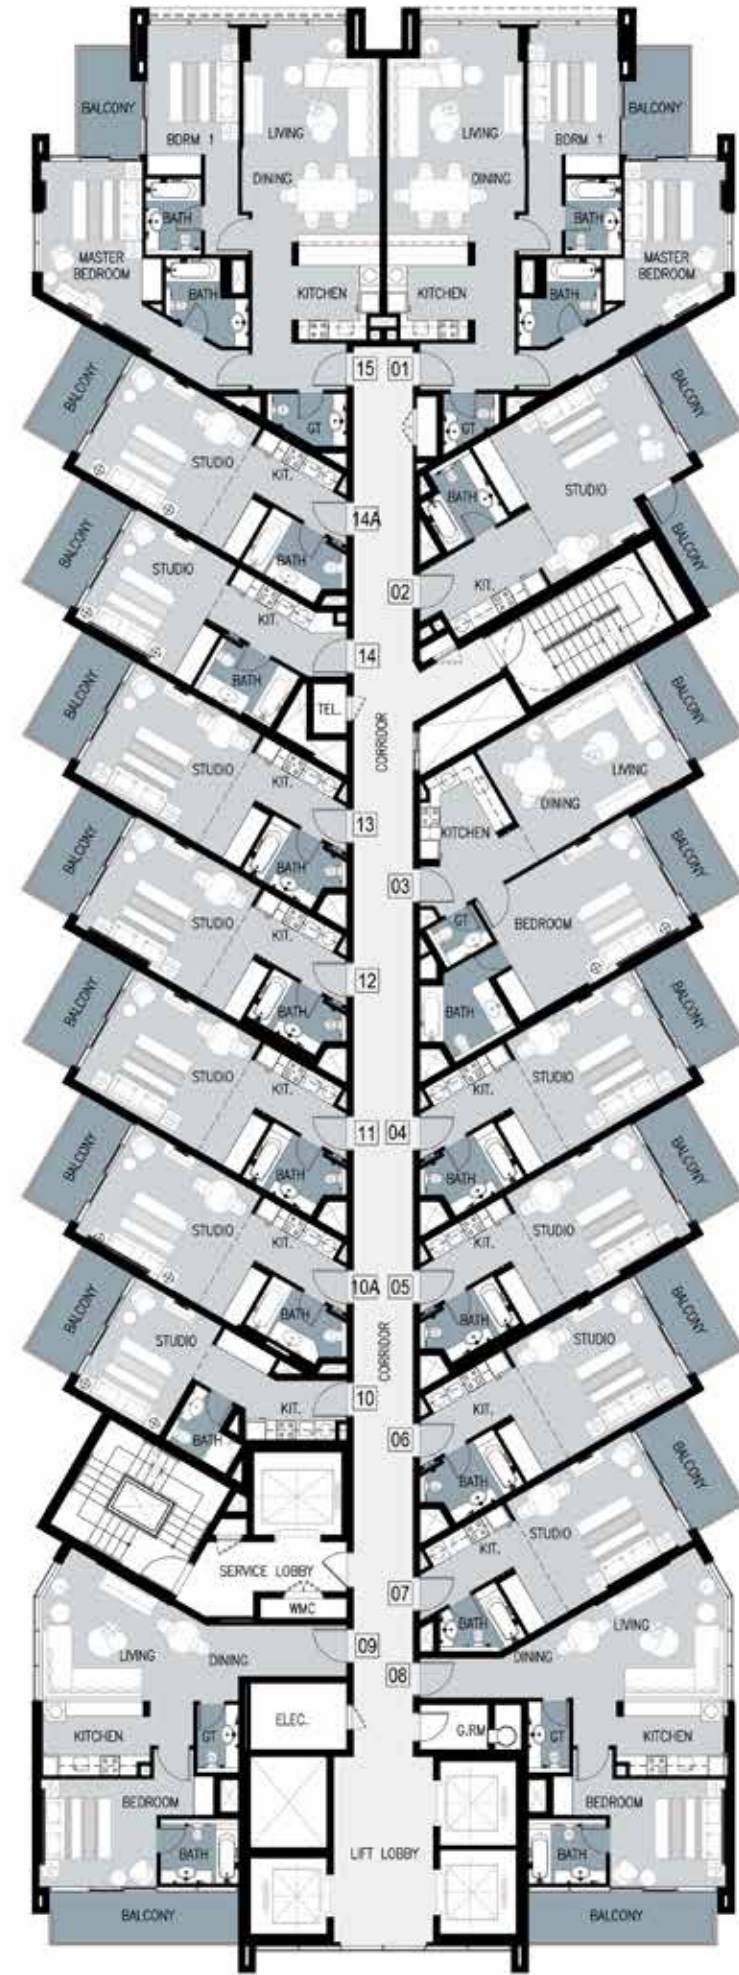 BALCONY
BDRM 1
LIVING
DINING
LIVING
DINING
BDRM 1
BALCONY
BATH
BATH
MASTER
BEDROOM
MASTER
BEDROOM
BATH
KITCHEN
KITCHEN
BATH
15
01
BALCONY
GT
GT
BALCONY
STUDIO
KIT.
BATH
STUDIO
14A
BALCONY
STUDIO
BATH
BALCONY
KIT.
02
KIT.
14
BATH
TEL.
BALCONY
CORRIDOR
BALCONY
STUDIO
KIT.
LIVING
DINING
13
KITCHEN
BALCONY
BATH
BALCONY
03
STUDIO
KIT.
GT
BEDROOM
12
BALCONY
BATH
BATH
BALCONY
STUDIO
KIT.
KIT.
STUDIO
11
04
BALCONY
BATH
BATH
BALCONY
STUDIO
KIT.
KIT.
STUDIO
10A
05
BALCONY
BATH
BATH
BALCONY
STUDIO
CORRIDOR
STUDIO
10
KIT.
KIT.
BATH
06
BALCONY
BATH
STUDIO
KIT.
SERVICE LOBBY
07
WMC
BATH
LIVING
LIVING
DINING
09
DINING
08
ELEC.
G.RM
KITCHEN
GT
GT
KITCHEN
BEDROOM
BEDROOM
BATH
LIFT LOBBY
BATH
BALCONY
BALCONY